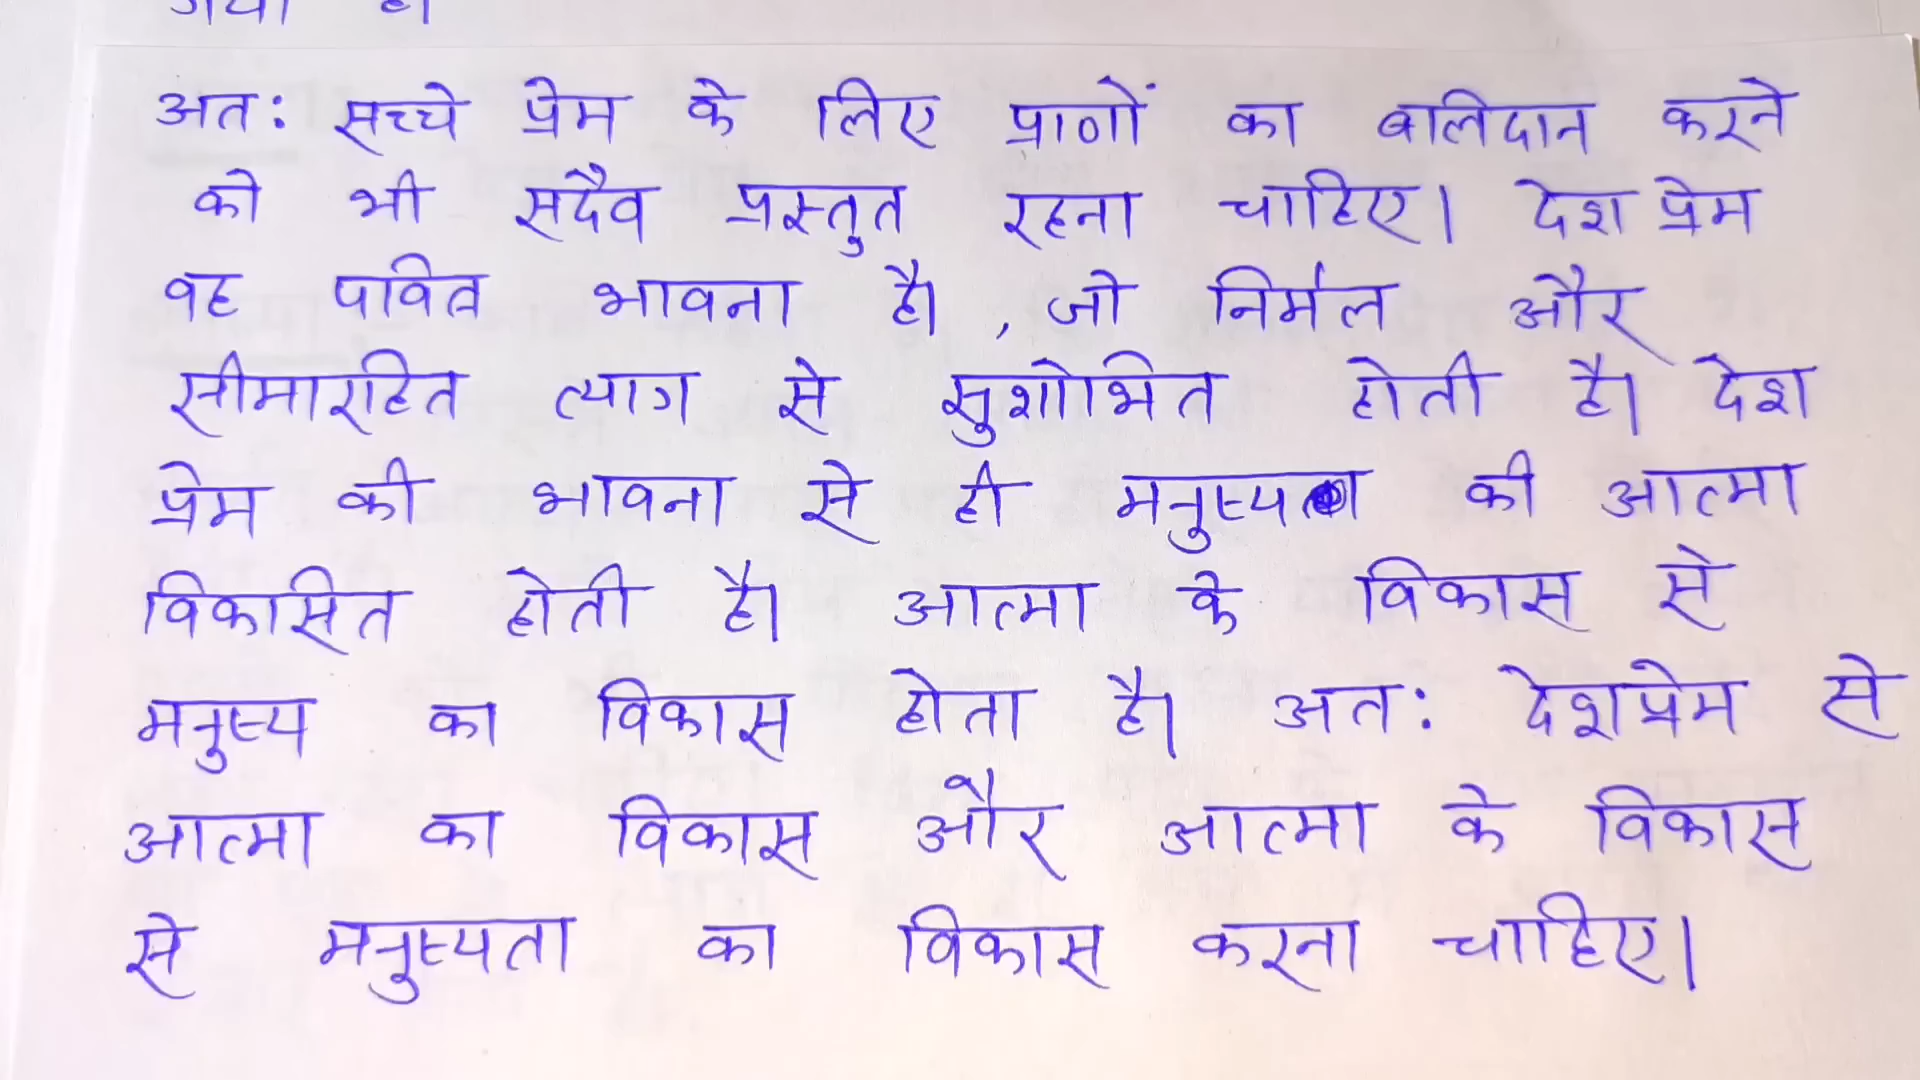 अतः सच्चे प्रेम के लिए प्राणों का बलिदान करने
को भी सदैव प्रस्तुत रहना चाहिए। देश प्रेम
वह पवित्र भावना है। , जो निर्मल और
सीमारहित त्याग से सुशोभित होती है। देश
प्रेम की भावना से ही की आत्मा
विकसित होती है। आत्मा के विकास से
मनुष्य का विकास होता है। अतः देशप्रेम से
आत्मा का विकास और आत्मा के विकास
से मनुष्यता का विकास करना चाहिए।